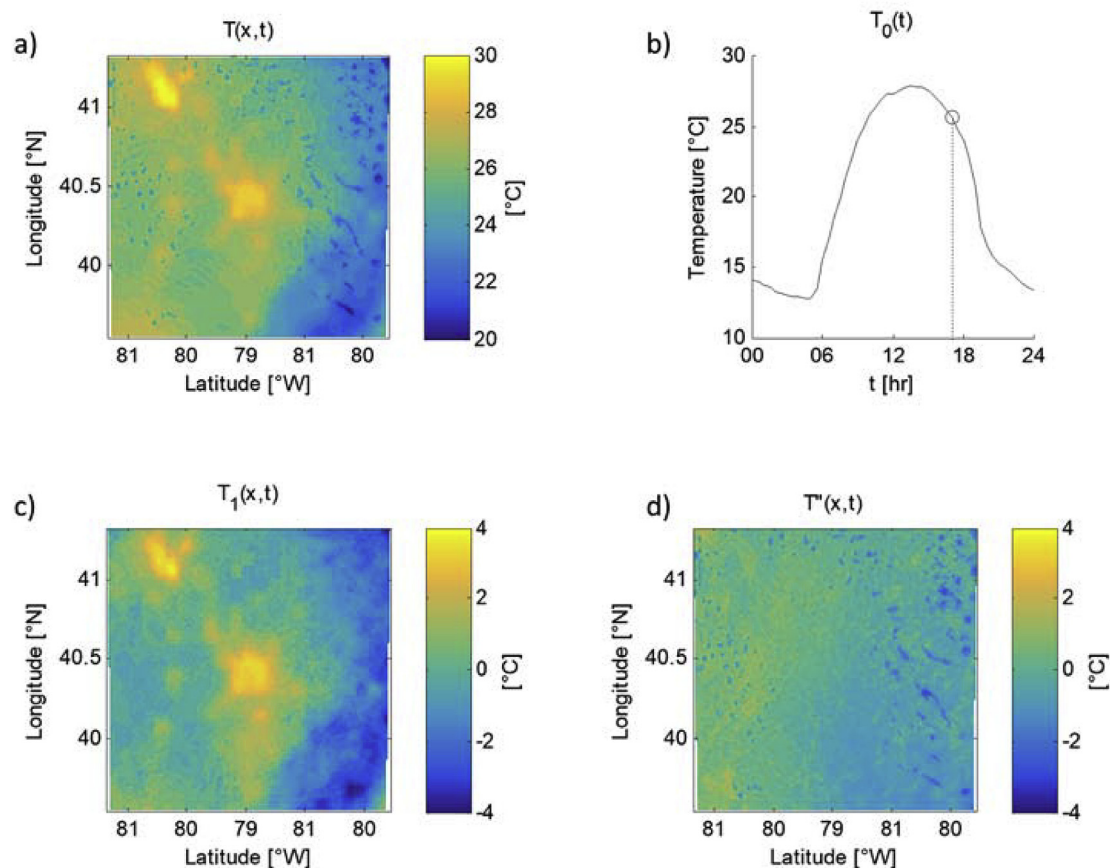 a)
T(x,t)
41
40.5
40
Longitude [°N]
81 80 79 80
Latitude [°W]
30
28
26
24
22
20
[°C]
b)
T0(t)
30
25
20
15
10
Temperature [°C]
00 06 12 18 24
t [hr]
c)
T1(x,t)
41
40.5
40
Longitude [°N]
81 80 79 80
Latitude [°W]
4
2
0
-2
-4
[°C]
d)
T"(x,t)
41
40.5
40
Longitude [°N]
81 80 79 80
Latitude [°W]
4
2
0
-2
-4
[°C]